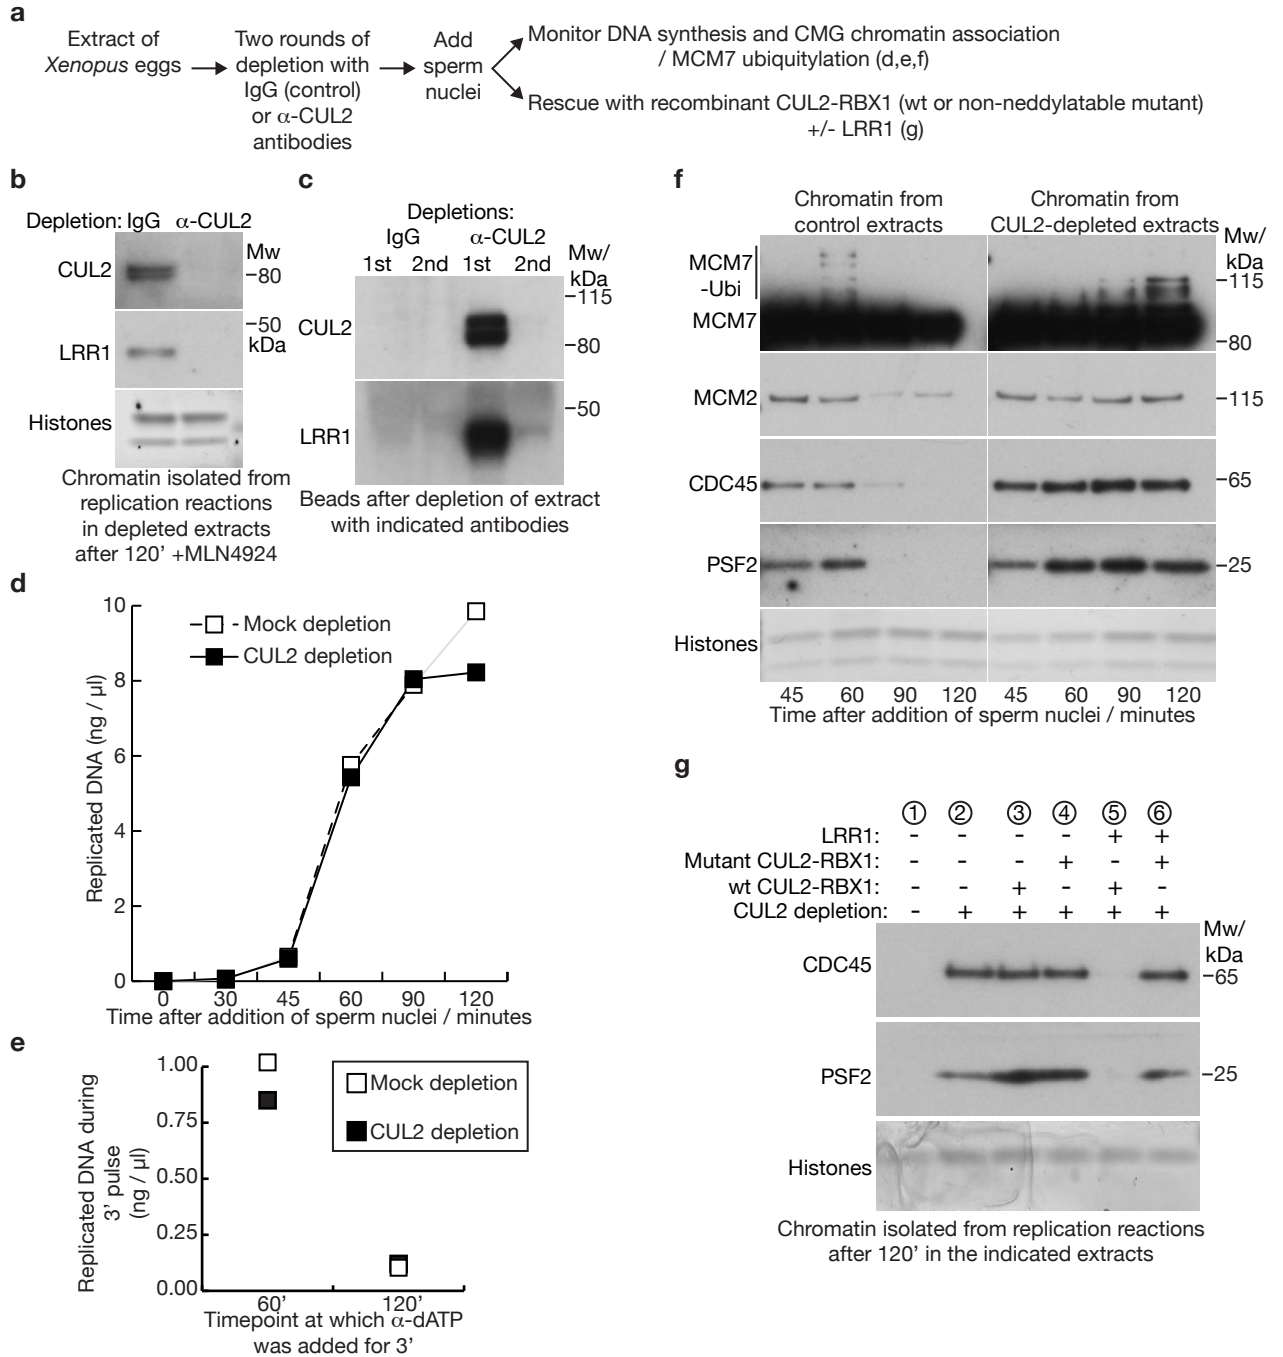 a
Extract of
Xenopus eggs
Two rounds of
depletion with
IgG (control)
or α-CUL2
antibodies
Add
sperm
nuclei
Monitor DNA synthesis and CMG chromatin association
/ MCM7 ubiquitylation (d,e,f)
Rescue with recombinant CUL2-RBX1 (wt or non-neddylatable mutant)
+/- LRR1 (g)
b
Depletion: IgG α-CUL2
Mw
CUL2
80
50
kDa
LRR1
Histones
Chromatin isolated from
replication reactions
in depleted extracts
after 120’ +MLN4924
c
Depletions:
IgG α-CUL2
1st 2nd 1st 2nd
Mw/
kDa
115
CUL2
80
50
LRR1
Beads after depletion of extract
with indicated antibodies
d
Replicated DNA (ng / µl)
10
8
6
4
2
0
Mock depletion
CUL2 depletion
0 30 45 60 90 120
Time after addition of sperm nuclei / minutes
e
Replicated DNA during
3’ pulse
(ng / µl)
1.00
0.75
0.50
0.25
0.00
Mock depletion
CUL2 depletion
60’ 120’
Timepoint at which α-dATP
was added for 3’
f
Chromatin from
control extracts
Chromatin from
CUL2-depleted extracts
Mw/
kDa
MCM7
-Ubi
115
MCM7
80
MCM2
115
CDC45
65
PSF2
25
Histones
45 60 90 120 45 60 90 120
Time after addition of sperm nuclei / minutes
g
① ② ③ ④ ⑤ ⑥
LRR1: - - - - + +
Mutant CUL2-RBX1: - - - + - +
wt CUL2-RBX1: - - + - + -
CUL2 depletion: - + + + + +
Mw/
kDa
CDC45
65
PSF2
25
Histones
Chromatin isolated from replication reactions
after 120’ in the indicated extracts